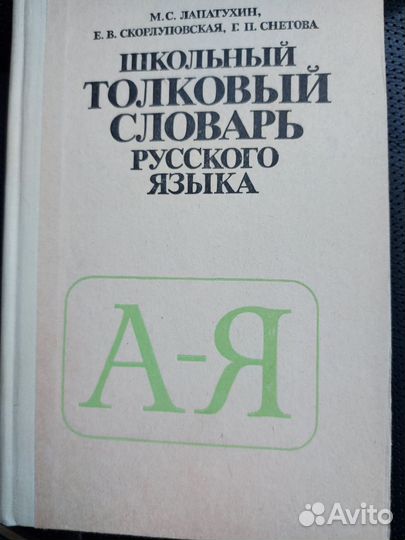 М. С. ЛАПАТУХИН,
Е. В. СКОРЛУПОВСКАЯ, Г. П. СНЕТОВА
ШКОЛЬНЫЙ
ТОЛКОВЫЙ
СЛОВАРЬ
РУССКОГО
ЯЗЫКА
А-Я
Avito